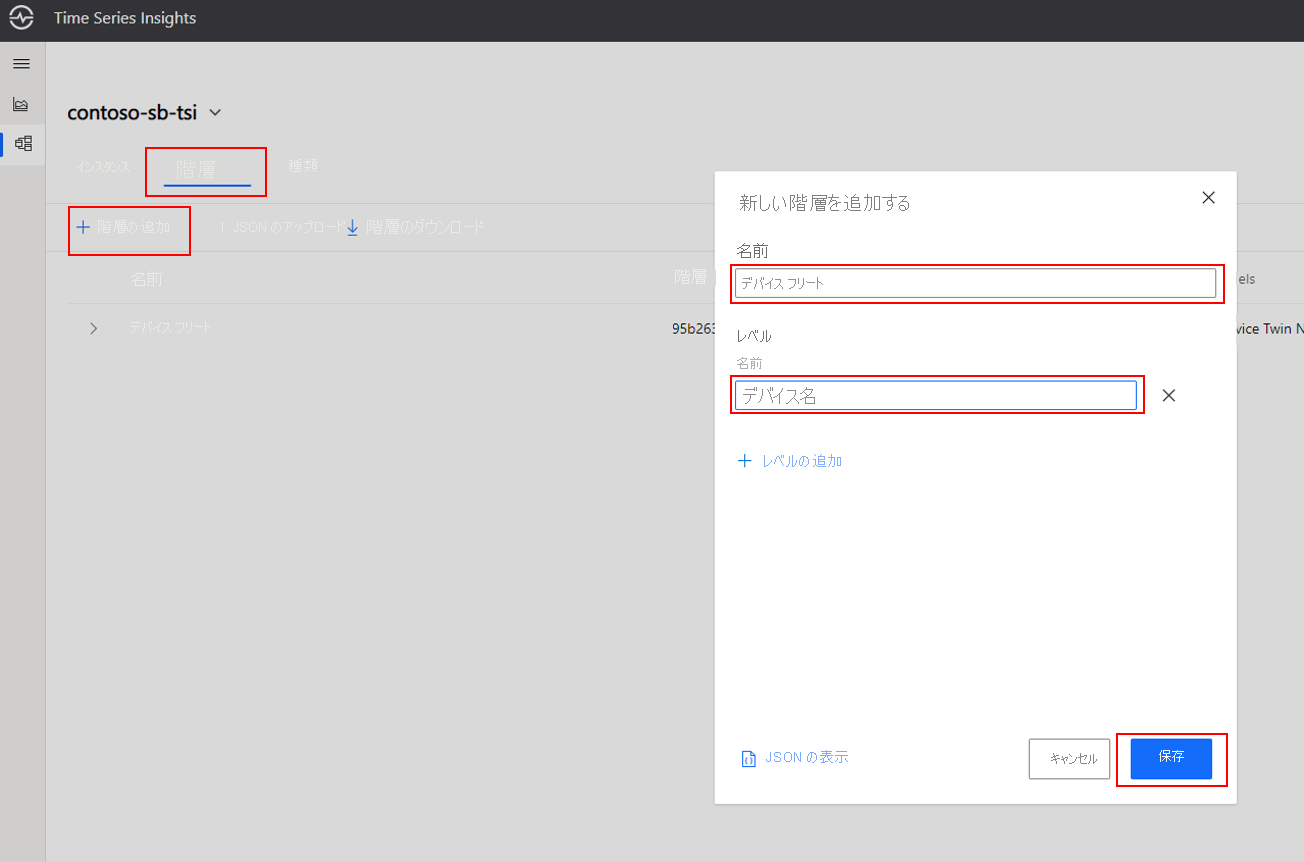 Time Series Insights
contoso-sb-tsi
インスタンス 階層 種類
階層の追加 1 JSON のアップロード 階層のダウンロード
名前 階層 els
デバイス フリート 95b263 vice Twin N
新しい階層を追加する
名前
デバイス フリート
レベル
名前
デバイス名
レベルの追加
JSON の表示 キャンセル 保存